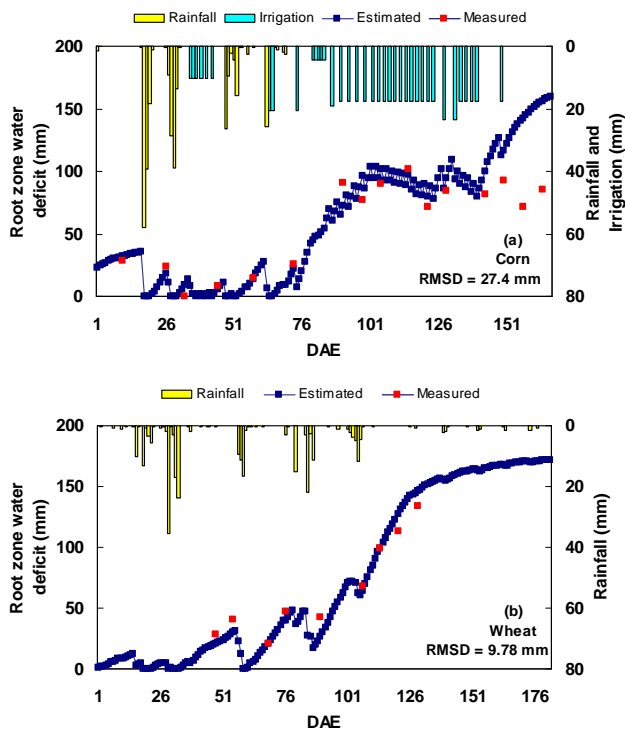 Rainfall Irrigation Estimated Measured
200 0
150 20
100 40
50 60
0 80
Root zone water
deficit (mm)
Rainfall and
Irrigation (mm)
(a)
Corn
RMSD = 27.4 mm
1 26 51 76 101 126 151
DAE
Rainfall Estimated Measured
200 0
150 20
100 40
50 60
0 80
Root zone water
deficit (mm)
Rainfall (mm)
(b)
Wheat
RMSD = 9.78 mm
1 26 51 76 101 126 151 176
DAE